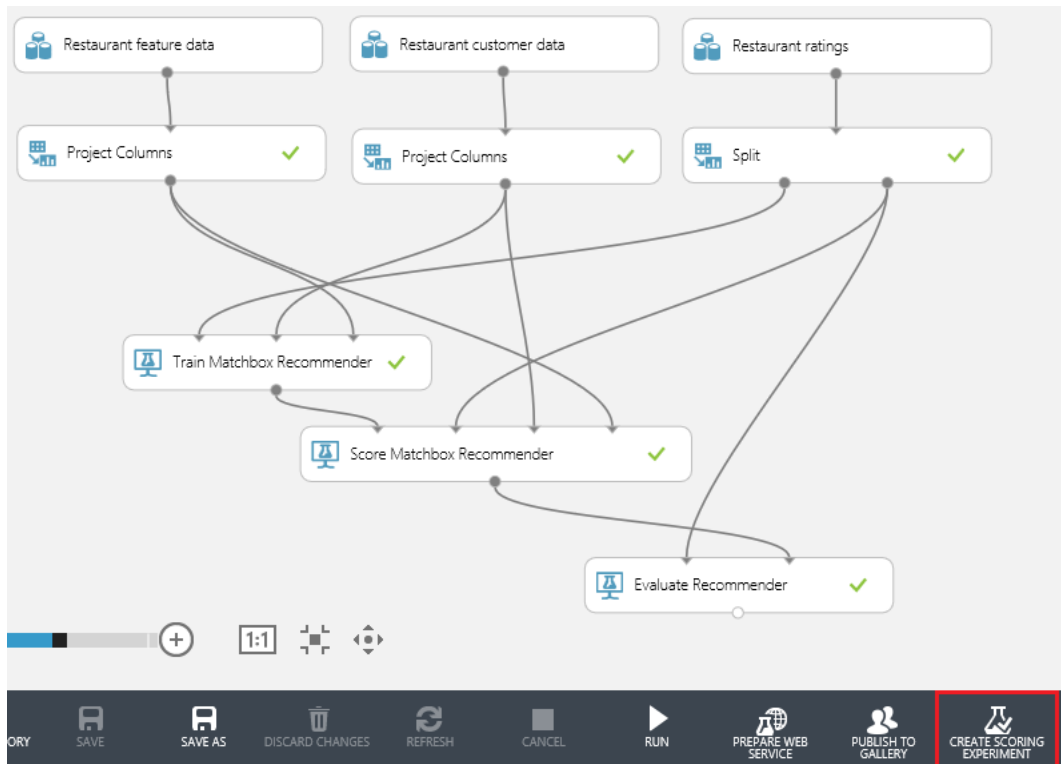 Restaurant feature data
Restaurant customer data
Restaurant ratings
Project Columns
Project Columns
Split
Train Matchbox Recommender
Score Matchbox Recommender
Evaluate Recommender
1:1
ORY
SAVE
SAVE AS
DISCARD CHANGES
REFRESH
CANCEL
RUN
PREPARE WEB
SERVICE
PUBLISH TO
GALLERY
CREATE SCORING
EXPERIMENT